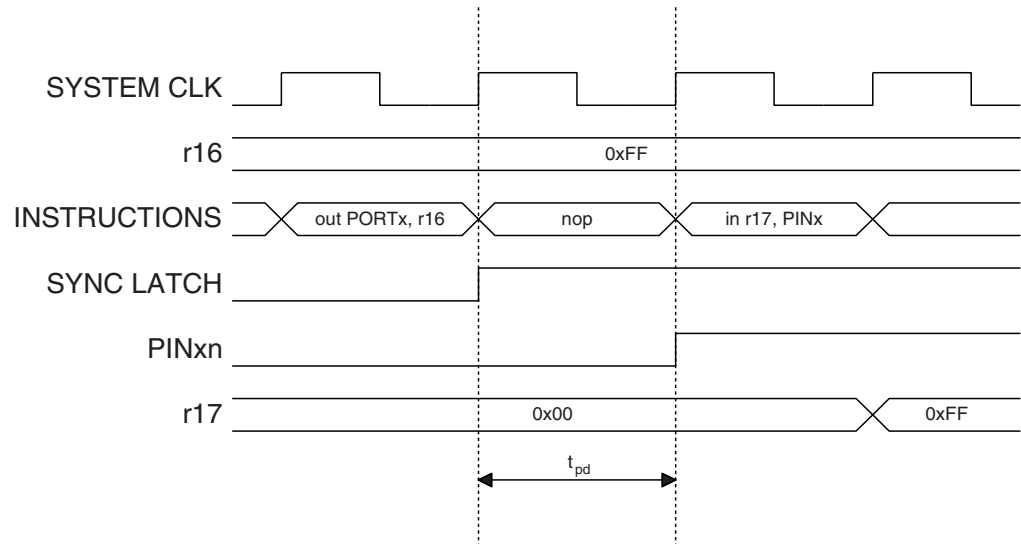 SYSTEM CLK
r16
0xFF
INSTRUCTIONS
out PORTx, r16
nop
in r17, PINx
SYNC LATCH
PINxn
r17
0x00
0xFF
tpd